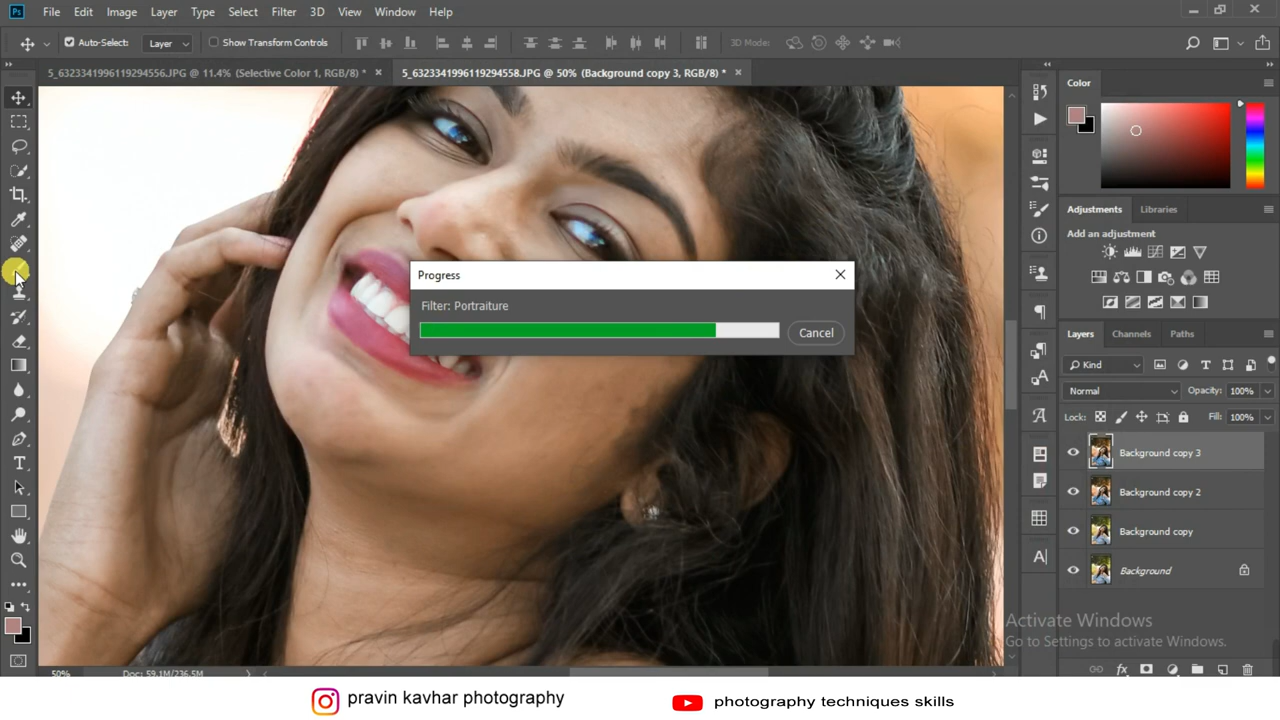 Ps File Edit Image Layer Type Select Filter 3D View Window Help
Auto-Select: Layer Show Transform Controls 3D Mode:
5_6323341996119294556.JPG @ 11.4% (Selective Color 1, RGB/8) * × 5_6323341996119294558.JPG @ 50% (Background copy 3, RGB/8) * ×
Color
Adjustments Libraries
Add an adjustment
Progress
Filter: Portraiture
Cancel
Layers Channels Paths
Kind
Normal Opacity: 100%
Lock: Fill: 100%
Background copy 3
Background copy 2
Background copy
Background
Activate Windows
Go to Settings to activate Windows.
50% Doc: 59.1M/236.5M
pravin kavhar photography photography techniques skills